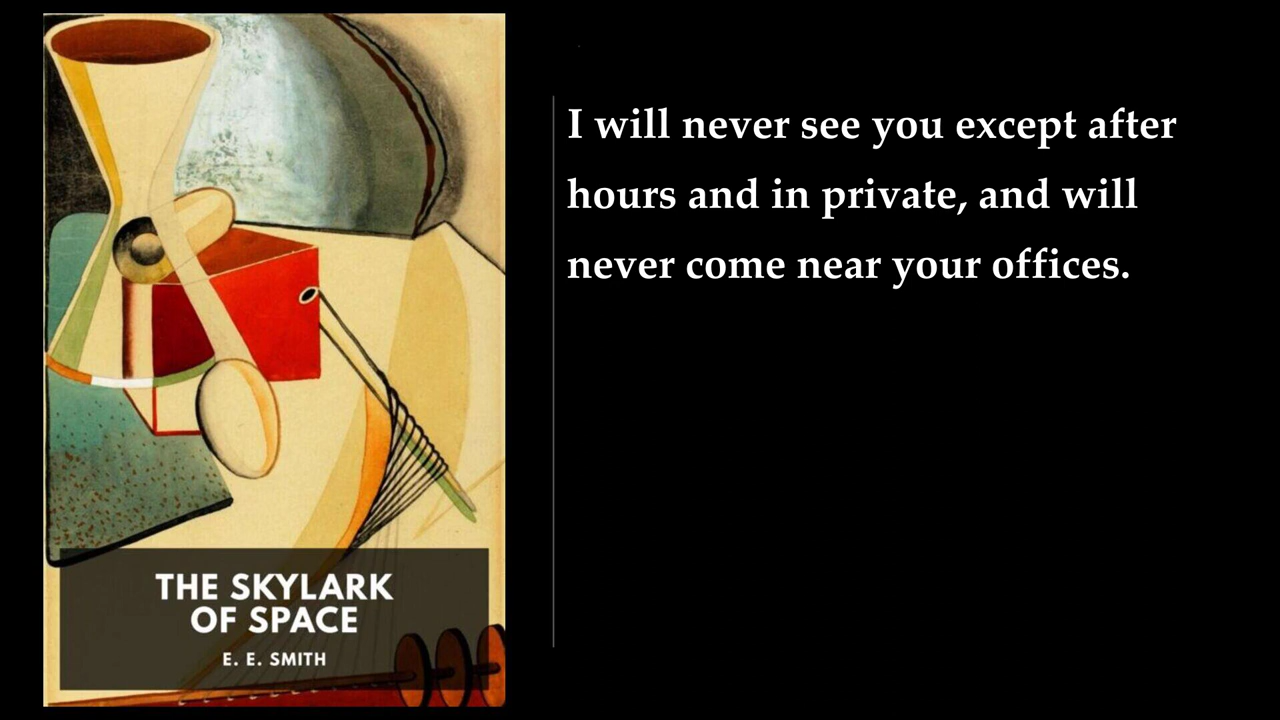 THE SKYLARK
OF SPACE
E. E. SMITH
I will never see you except after
hours and in private, and will
never come near your offices.